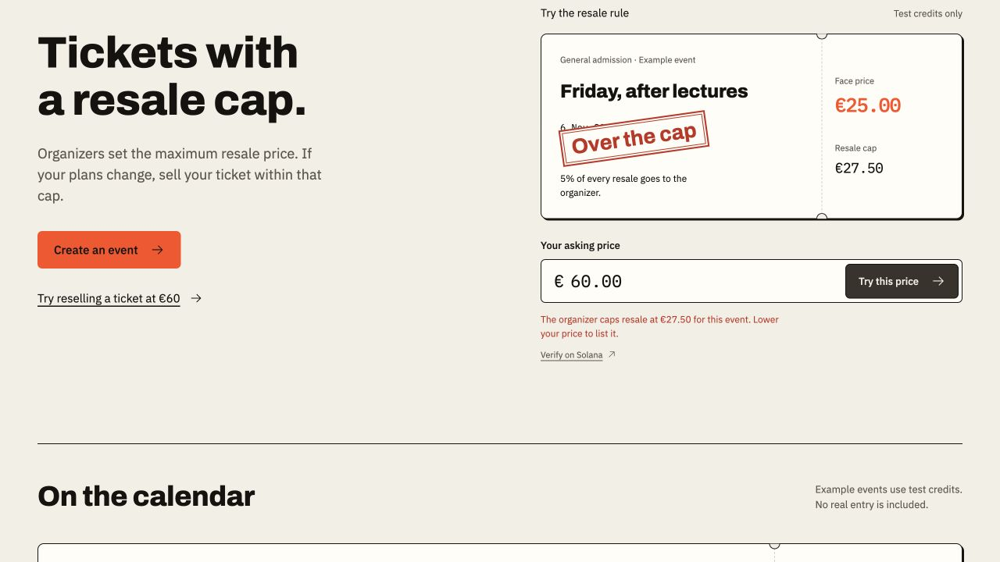 Tickets with
a resale cap.
Organizers set the maximum resale price. If
your plans change, sell your ticket within that
cap.
Create an event
Try reselling a ticket at €60
Try the resale rule
Test credits only
General admission · Example event
Friday, after lectures
Over the cap
5% of every resale goes to the
organizer.
Face price
€25.00
Resale cap
€27.50
Your asking price
€ 60.00
Try this price
The organizer caps resale at €27.50 for this event. Lower
your price to list it.
Verify on Solana
On the calendar
Example events use test credits.
No real entry is included.